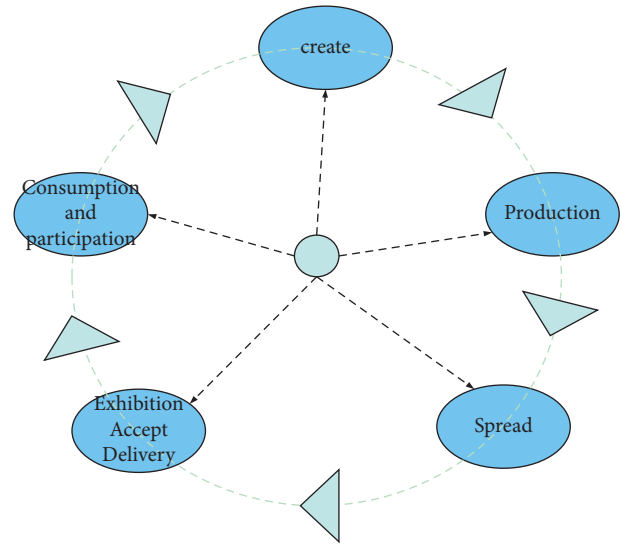 create
Consumption
and
participation
Production
Exhibition
Accept
Delivery
Spread